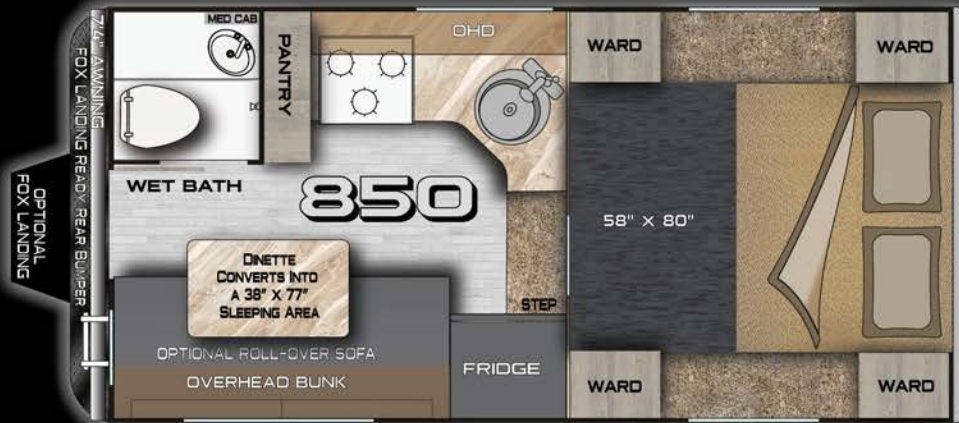 7'4" AWNING
FOX LANDING READY REAR BUMPER
OPTIONAL
FOX LANDING
MED CAB
PANTRY
OHD
WARD
WARD
WET BATH
850
58" X 80"
DINETTE
CONVERTS INTO
A 38" X 77"
SLEEPING AREA
STEP
OPTIONAL ROLL-OVER SOFA
OVERHEAD BUNK
FRIDGE
WARD
WARD